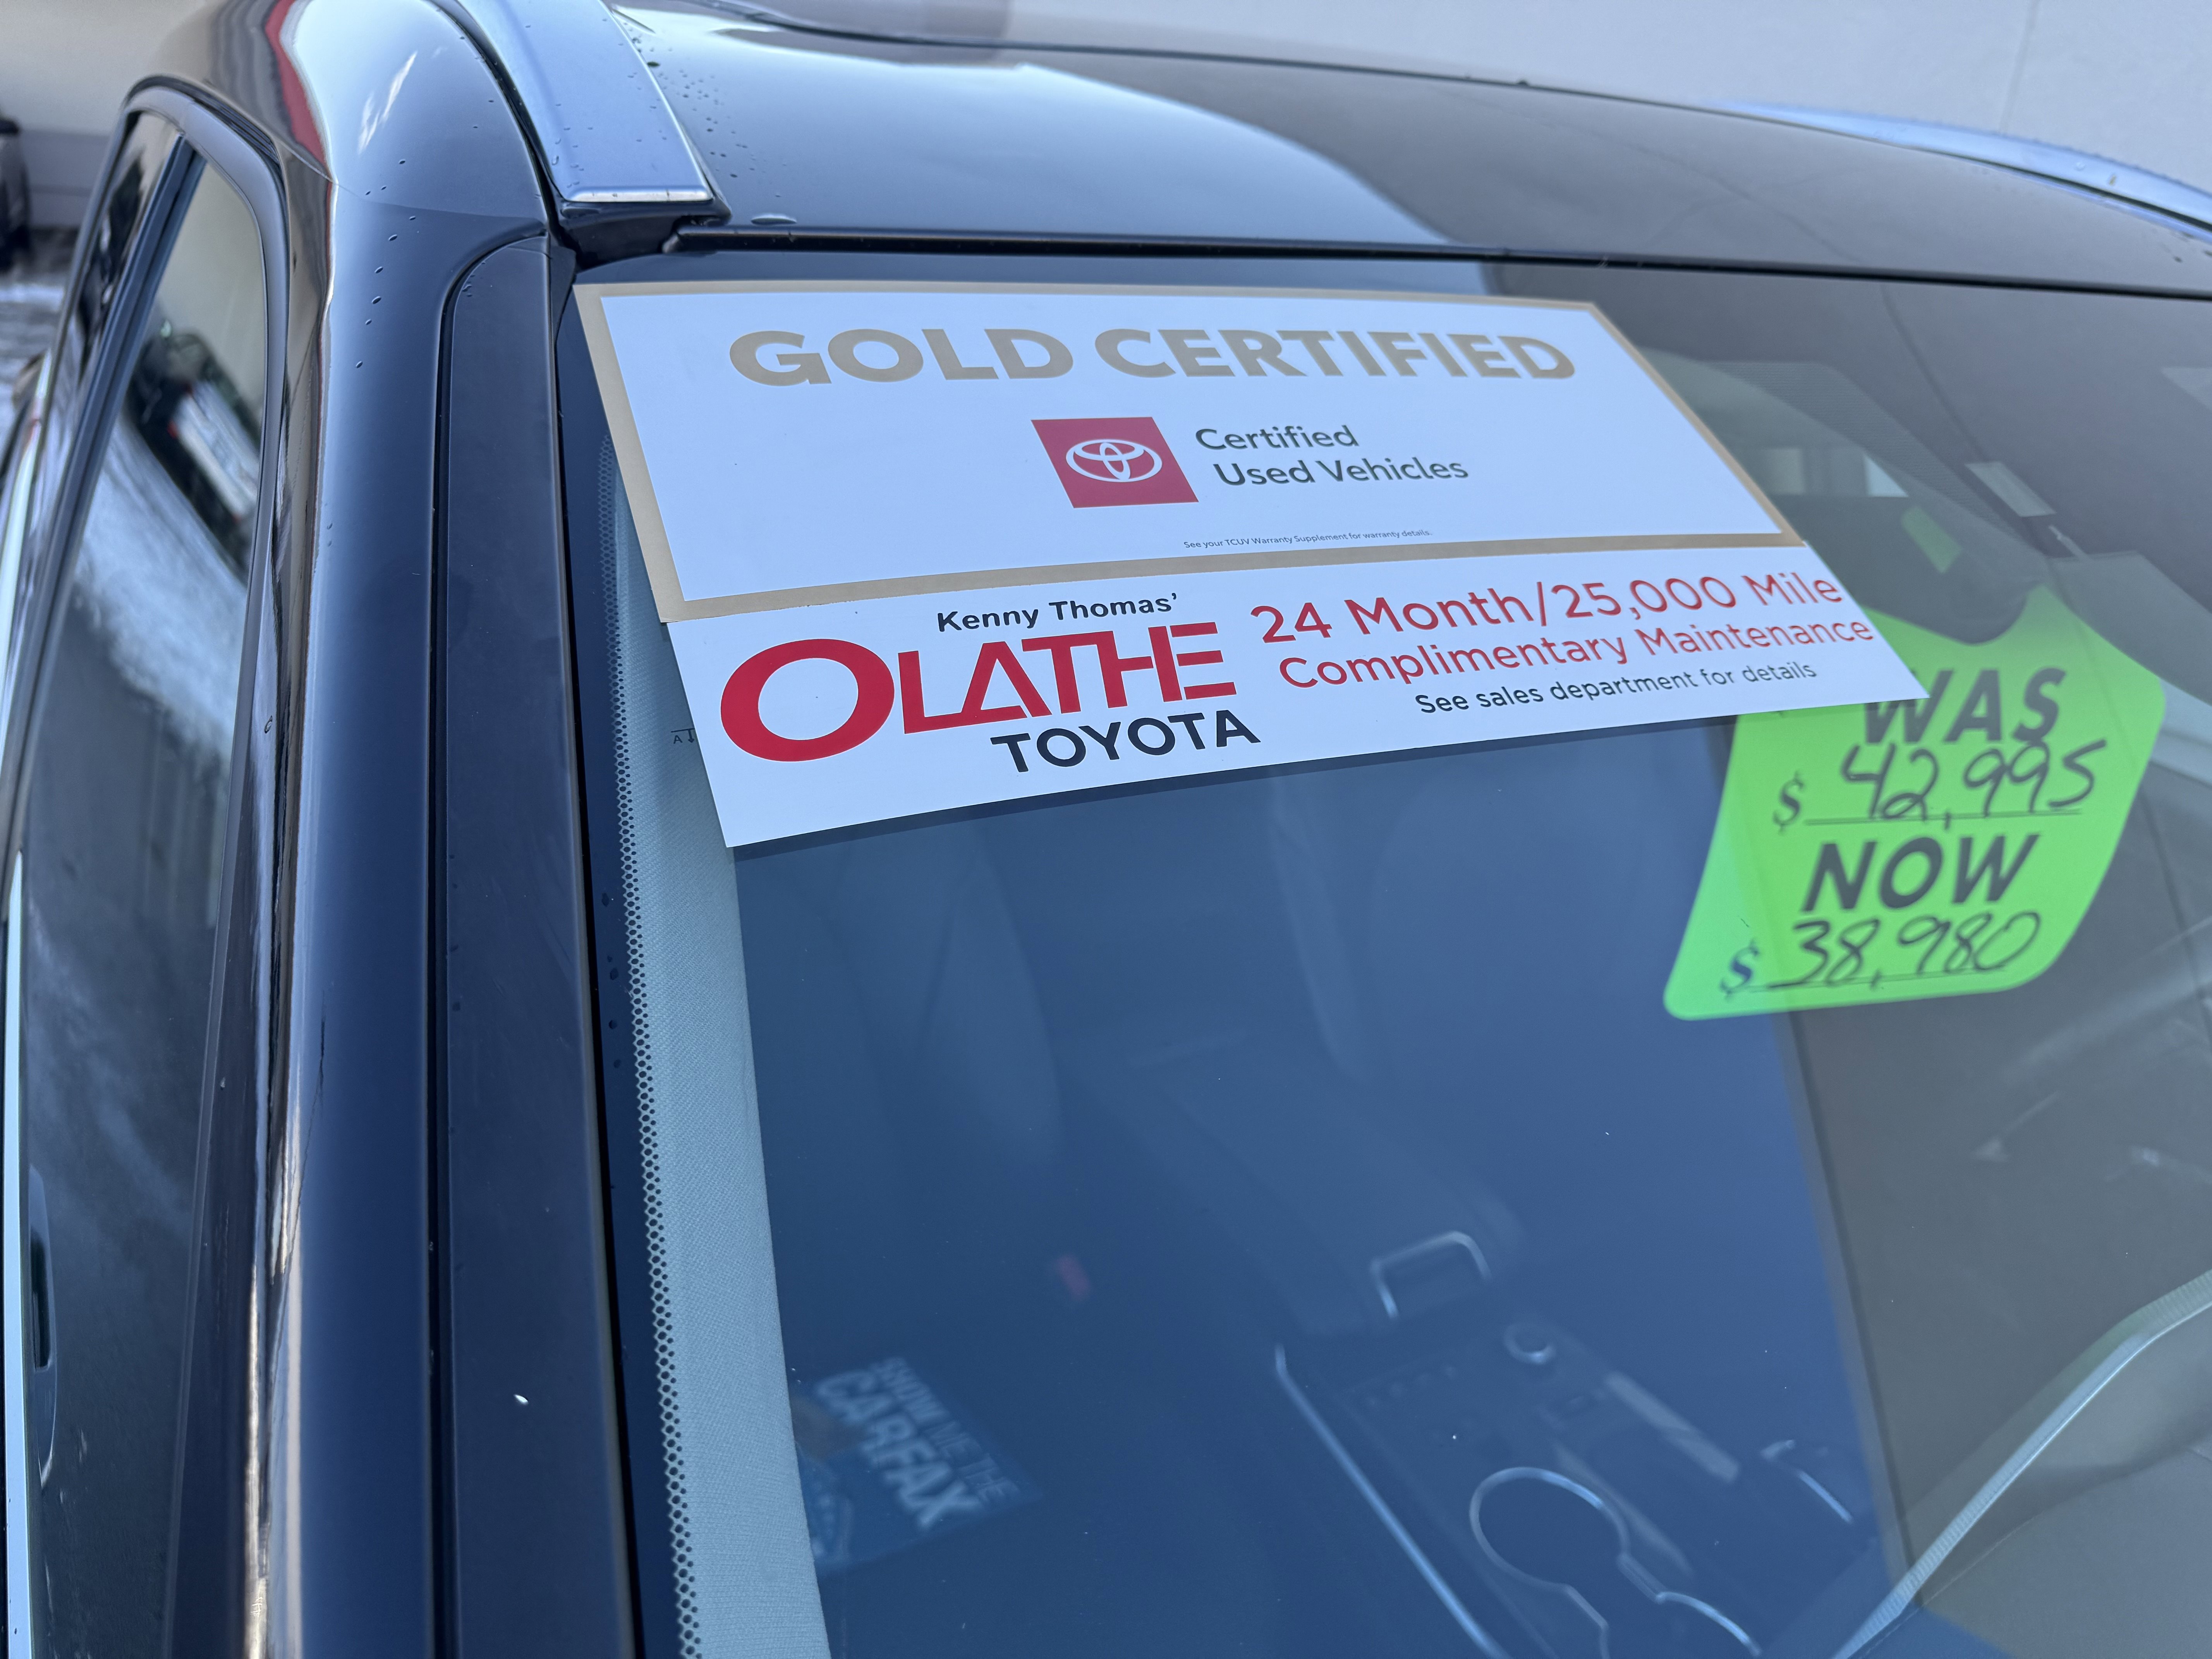 GOLD CERTIFIED
Certified
Used Vehicles
See your TCUV Warranty Supplement for warranty details.
Kenny Thomas'
OLATHE
TOYOTA
24 Month/25,000 Mile
Complimentary Maintenance
See sales department for details
WAS
$ 42,995
NOW
$ 38,980
SHOW ME THE
CARFAX